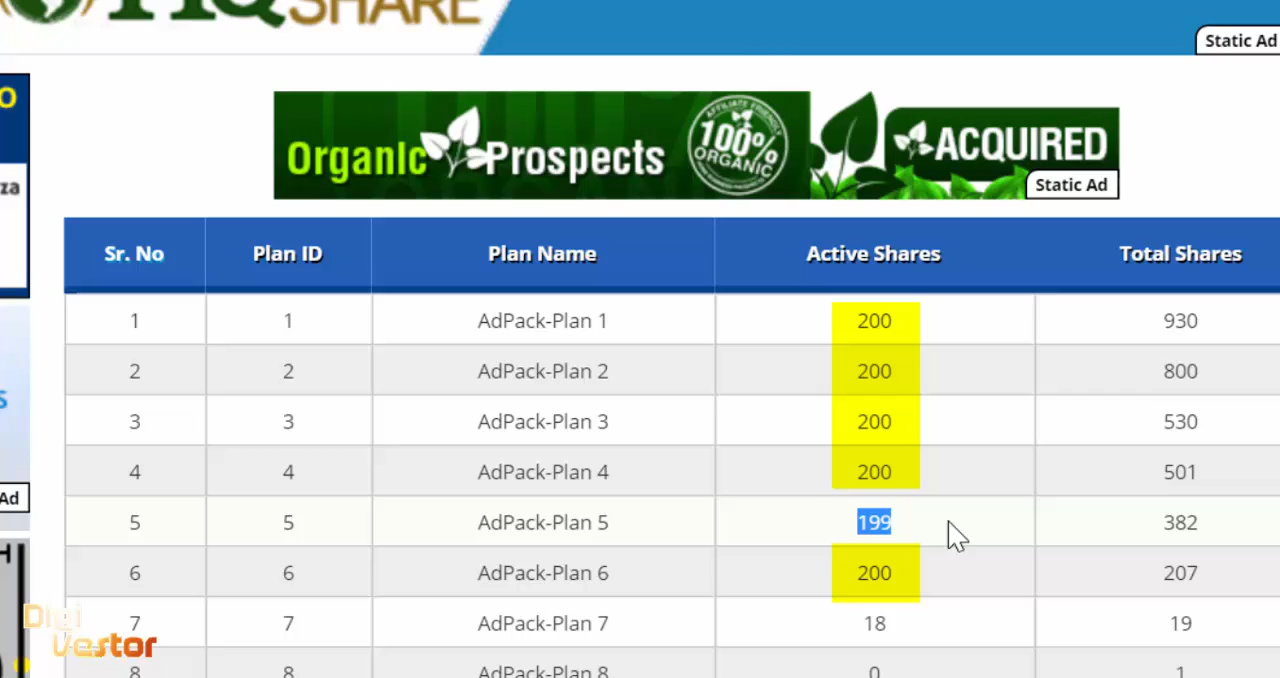 SHARE
Static Ad
O
Organic Prospects
AFFILIATE FRIENDLY
100%
ORGANIC
ACQUIRED
Static Ad
za
Sr. No Plan ID Plan Name Active Shares Total Shares
1 1 AdPack-Plan 1 200 930
2 2 AdPack-Plan 2 200 800
S
3 3 AdPack-Plan 3 200 530
4 4 AdPack-Plan 4 200 501
Ad
5 5 AdPack-Plan 5 199 382
H
6 6 AdPack-Plan 6 200 207
Digi
Vestor
7 7 AdPack-Plan 7 18 19
8 8 AdPack-Plan 8 0 1